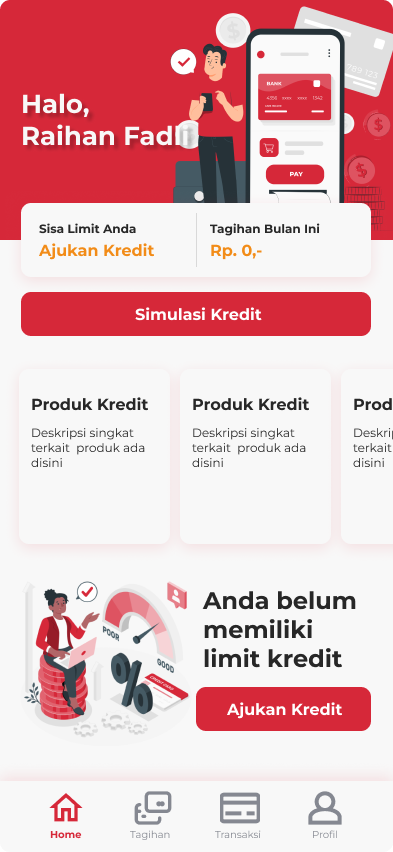 Halo,
Raihan Fadli
BANK
PAY
Sisa Limit Anda
Ajukan Kredit
Tagihan Bulan Ini
Rp. 0,-
Simulasi Kredit
Produk Kredit
Deskripsi singkat
terkait produk ada
disini
Produk Kredit
Deskripsi singkat
terkait produk ada
disini
Prod
Deskri
terkait
disini
POOR
GOOD
Anda belum
memiliki
limit kredit
Ajukan Kredit
Home
Tagihan
Transaksi
Profil